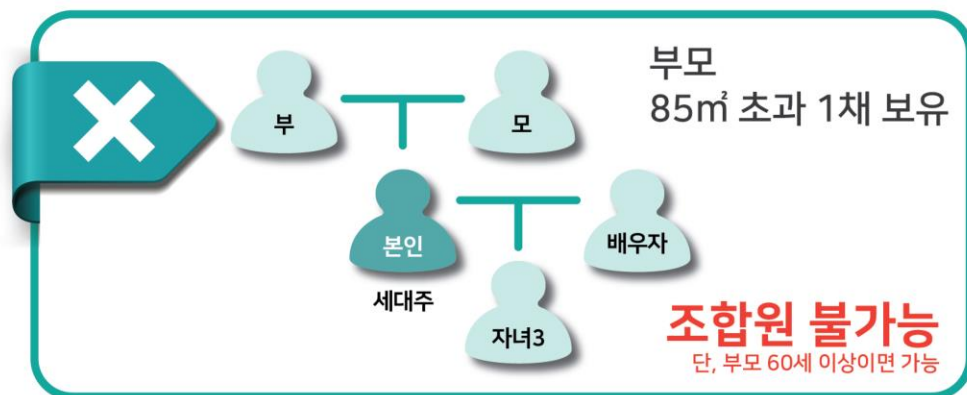 부모
85㎡ 초과 1채 보유
부
모
본인
배우자
세대주
자녀3
조합원 불가능
단, 부모 60세 이상이면 가능